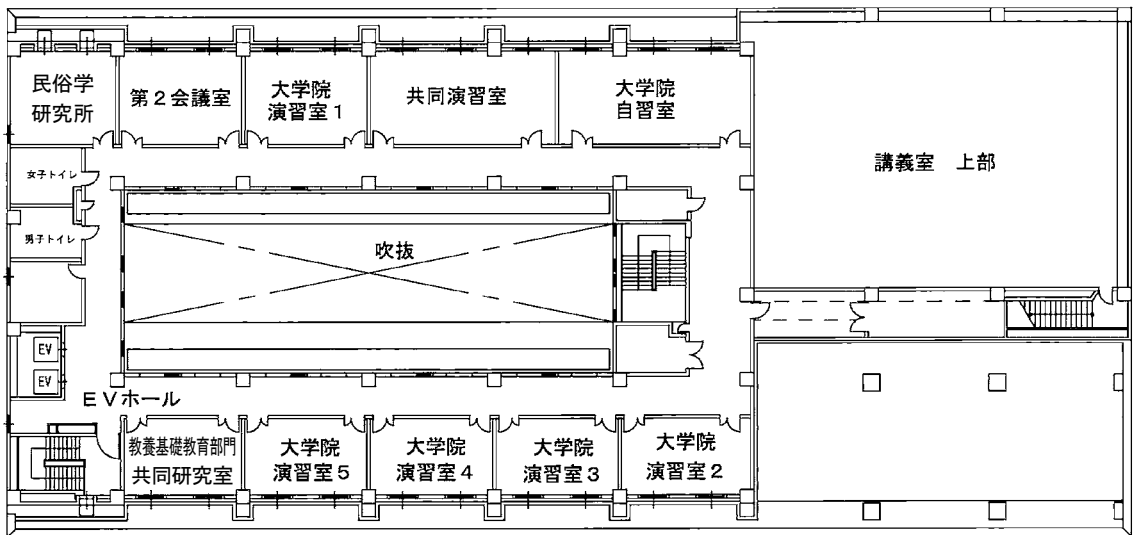 民俗学
研究所
第2会議室
大学院
演習室1
共同演習室
大学院
自習室
講義室 上部
女子トイレ
男子トイレ
吹抜
EV
EV
EVホール
教養基礎教育部門
共同研究室
大学院
演習室5
大学院
演習室4
大学院
演習室3
大学院
演習室2